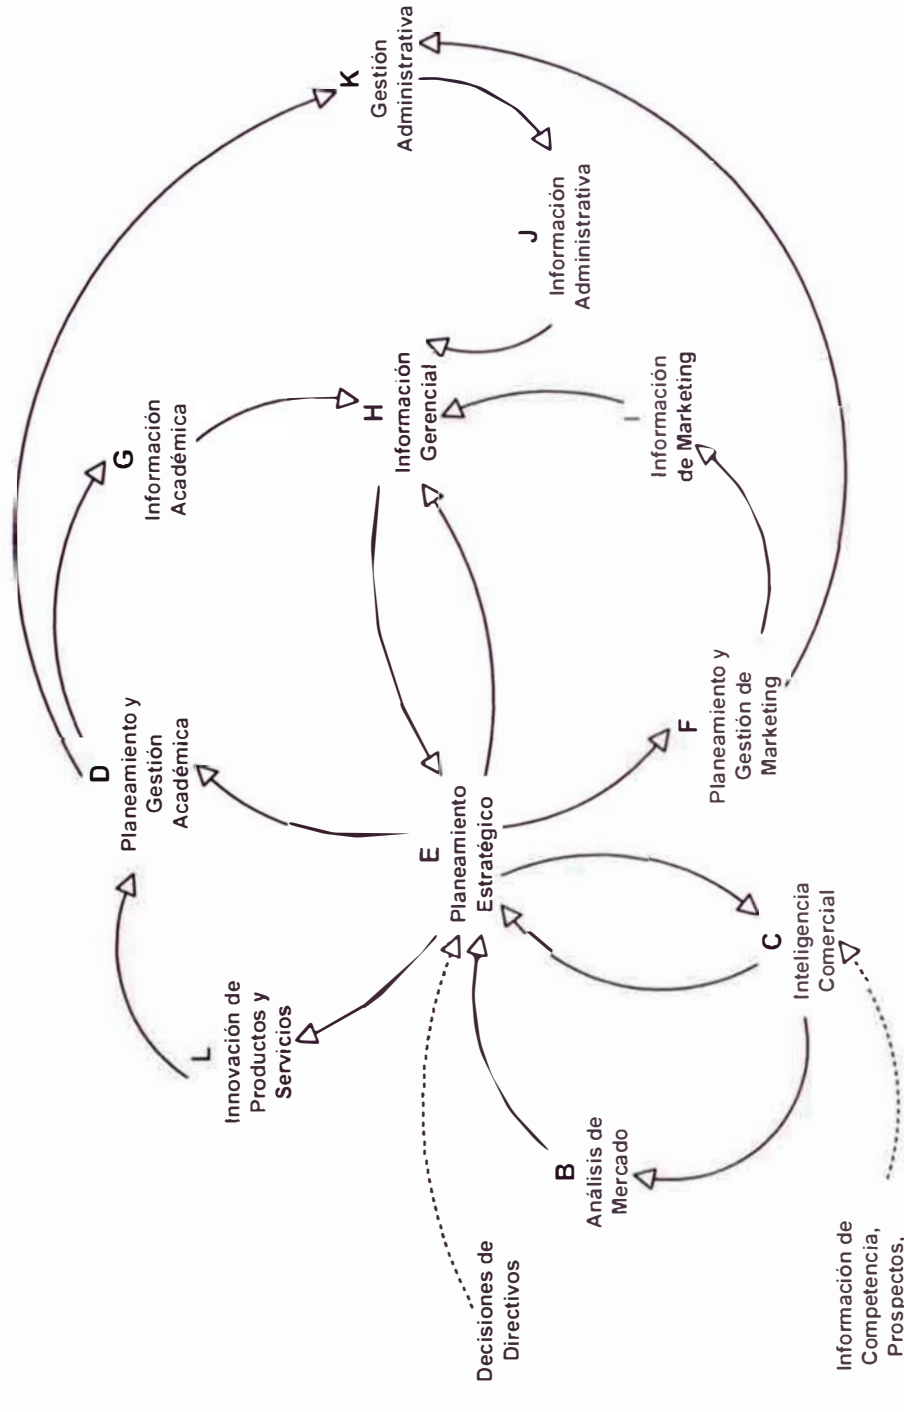 K
Gestión
Administrativa
J
Información
Administrativa
G
Información
Académica
H
Información
Gerencial
I
Información
de Marketing
D
Planeamiento y
Gestión
Académica
E
Planeamiento
Estratégico
F
Planeamiento y
Gestión de
Marketing
L
Innovación de
Productos y
Servicios
C
Inteligencia
Comercial
B
Análisis de
Mercado
Decisiones de
Directivos
Información de
Competencia,
Prospectos,